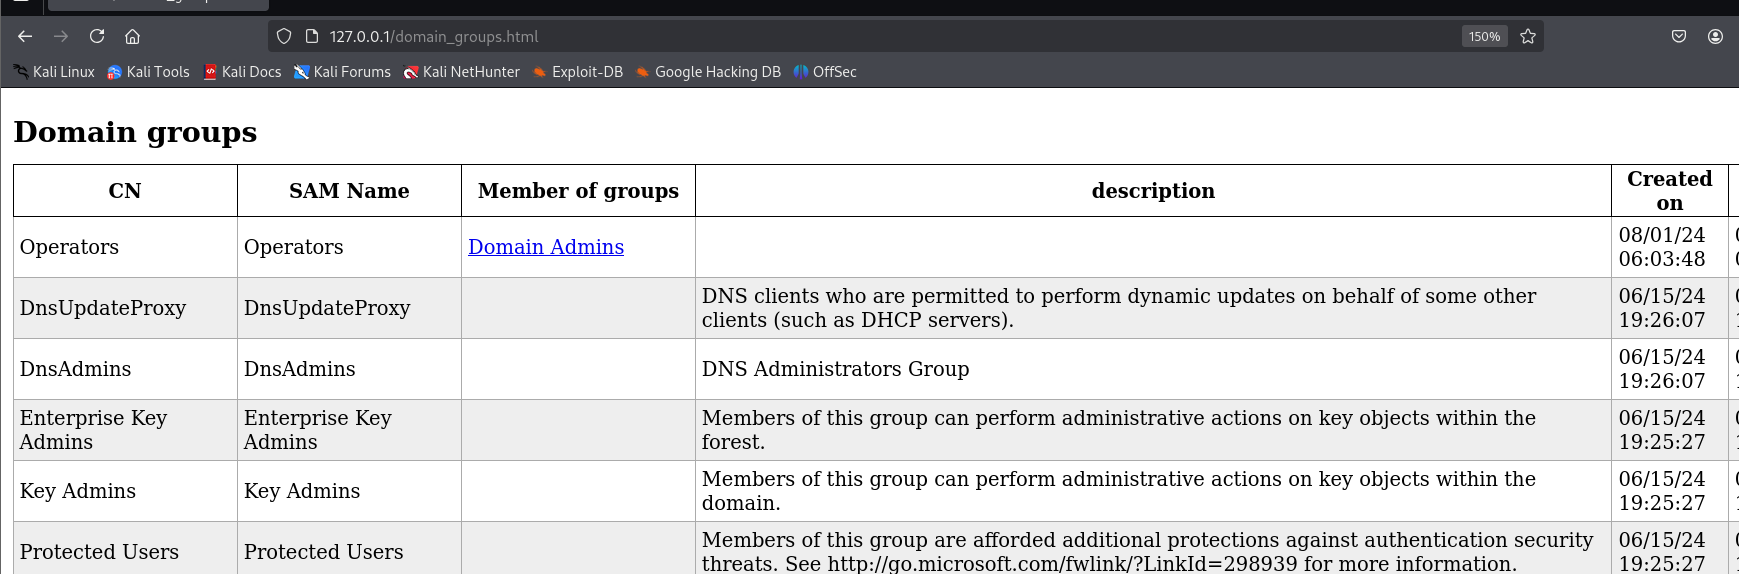 127.0.0.1/domain_groups.html
150%
Kali Linux Kali Tools Kali Docs Kali Forums Kali NetHunter Exploit-DB Google Hacking DB OffSec
Domain groups
CN SAM Name Member of groups description Created on
Operators Operators Domain Admins 08/01/24
06:03:48
DnsUpdateProxy DnsUpdateProxy DNS clients who are permitted to perform dynamic updates on behalf of some other 06/15/24
clients (such as DHCP servers). 19:26:07
DnsAdmins DnsAdmins DNS Administrators Group 06/15/24
19:26:07
Enterprise Key Enterprise Key Members of this group can perform administrative actions on key objects within the 06/15/24
Admins Admins forest. 19:25:27
Key Admins Key Admins Members of this group can perform administrative actions on key objects within the 06/15/24
domain. 19:25:27
Protected Users Protected Users Members of this group are afforded additional protections against authentication security 06/15/24
threats. See http://go.microsoft.com/fwlink/?LinkId=298939 for more information. 19:25:27